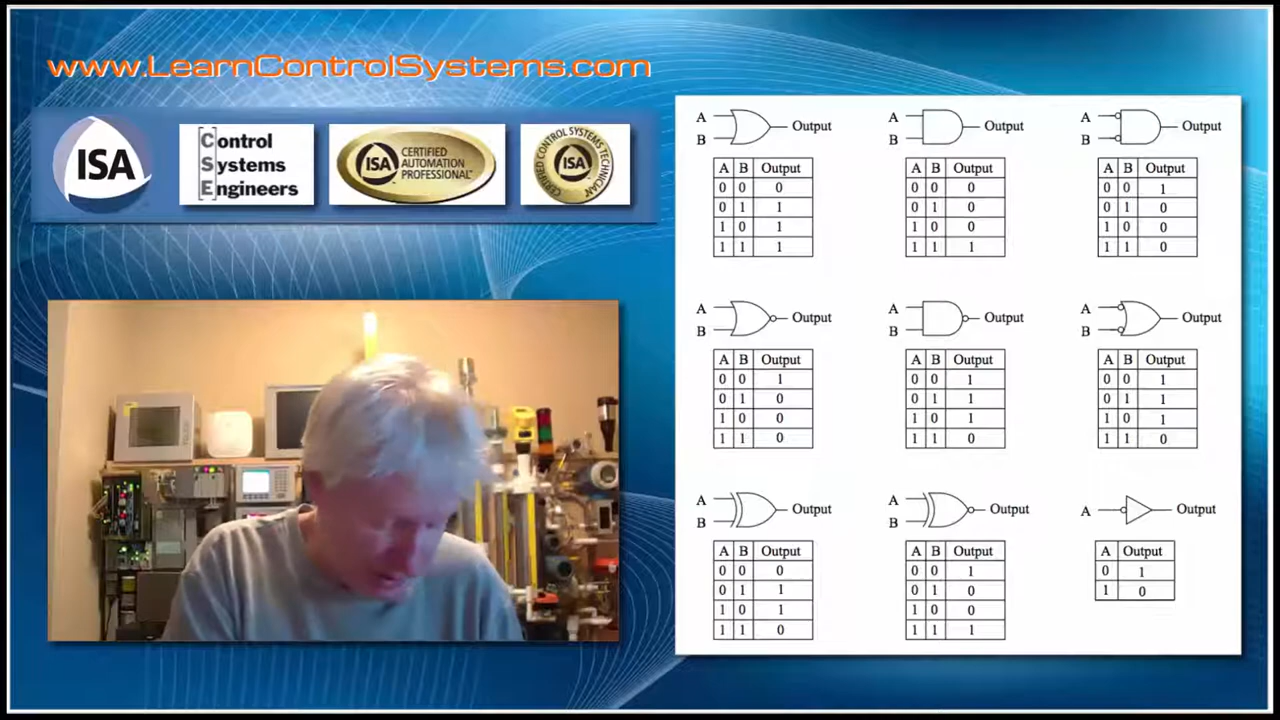 www.LearnControlSystems.com
ISA
[C]ontrol
[S]ystems
[E]ngineers
ISA CERTIFIED AUTOMATION PROFESSIONAL
CERTIFIED CONTROL SYSTEMS TECHNICIAN
ISA
A B Output
A B Output
0 0 0
0 1 1
1 0 1
1 1 1
A B Output
A B Output
0 0 0
0 1 0
1 0 0
1 1 1
A B Output
A B Output
0 0 1
0 1 0
1 0 0
1 1 0
A B Output
A B Output
0 0 1
0 1 0
1 0 0
1 1 0
A B Output
A B Output
0 0 1
0 1 1
1 0 1
1 1 0
A B Output
A B Output
0 0 1
0 1 1
1 0 1
1 1 0
A B Output
A B Output
0 0 0
0 1 1
1 0 1
1 1 0
A B Output
A B Output
0 0 1
0 1 0
1 0 0
1 1 1
A Output
A Output
0 1
1 0